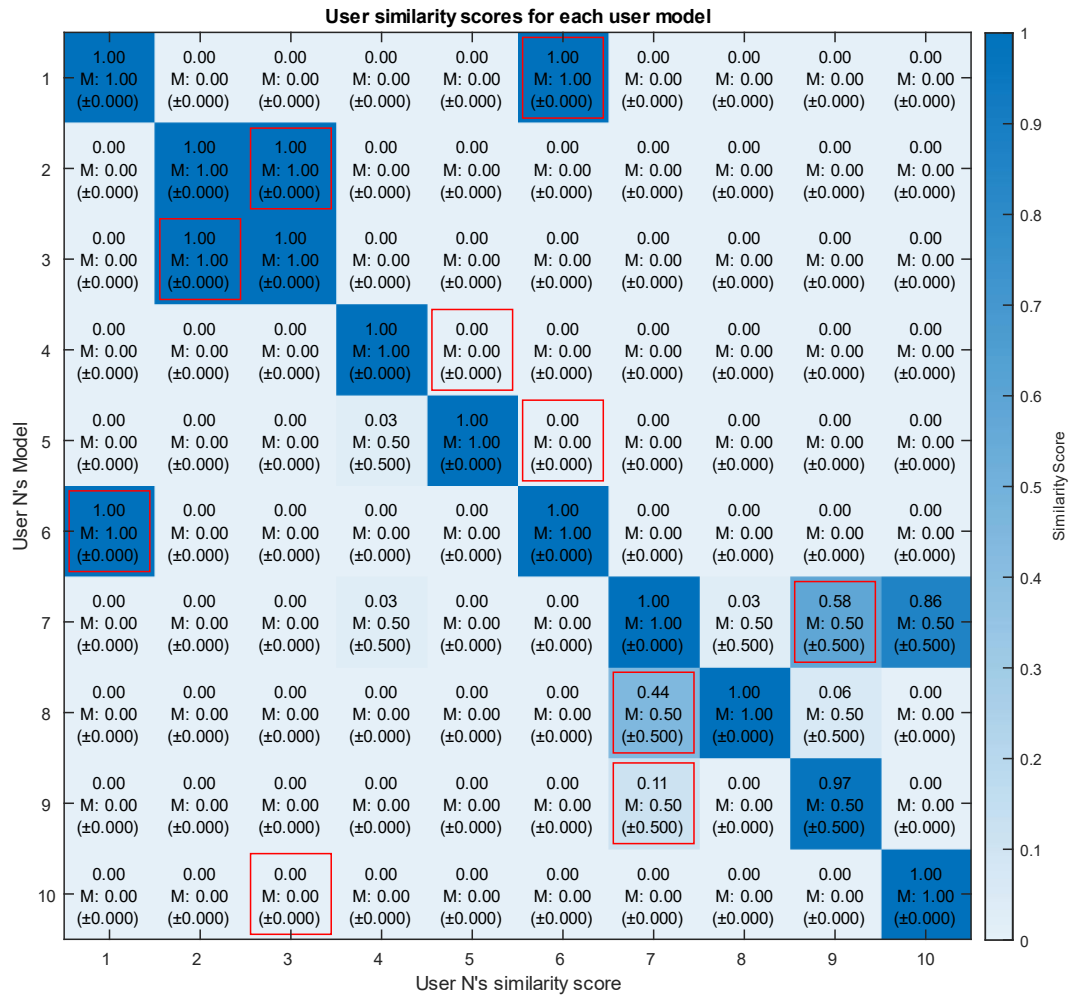 User similarity scores for each user model
1.00 0.00 0.00 0.00 0.00 1.00 0.00 0.00 0.00 0.00 1
1 M: 1.00 M: 0.00 M: 0.00 M: 0.00 M: 0.00 M: 1.00 M: 0.00 M: 0.00 M: 0.00 M: 0.00
(±0.000) (±0.000) (±0.000) (±0.000) (±0.000) (±0.000) (±0.000) (±0.000) (±0.000) (±0.000)
0.9
0.00 1.00 1.00 0.00 0.00 0.00 0.00 0.00 0.00 0.00
2 M: 0.00 M: 1.00 M: 1.00 M: 0.00 M: 0.00 M: 0.00 M: 0.00 M: 0.00 M: 0.00 M: 0.00
(±0.000) (±0.000) (±0.000) (±0.000) (±0.000) (±0.000) (±0.000) (±0.000) (±0.000) (±0.000)
0.8
0.00 1.00 1.00 0.00 0.00 0.00 0.00 0.00 0.00 0.00
3 M: 0.00 M: 1.00 M: 1.00 M: 0.00 M: 0.00 M: 0.00 M: 0.00 M: 0.00 M: 0.00 M: 0.00
(±0.000) (±0.000) (±0.000) (±0.000) (±0.000) (±0.000) (±0.000) (±0.000) (±0.000) (±0.000)
0.7
0.00 0.00 0.00 1.00 0.00 0.00 0.00 0.00 0.00 0.00
4 M: 0.00 M: 0.00 M: 0.00 M: 1.00 M: 0.00 M: 0.00 M: 0.00 M: 0.00 M: 0.00 M: 0.00
(±0.000) (±0.000) (±0.000) (±0.000) (±0.000) (±0.000) (±0.000) (±0.000) (±0.000) (±0.000)
0.6
0.00 0.00 0.00 0.03 1.00 0.00 0.00 0.00 0.00 0.00
5 M: 0.00 M: 0.00 M: 0.00 M: 0.50 M: 1.00 M: 0.00 M: 0.00 M: 0.00 M: 0.00 M: 0.00
(±0.000) (±0.000) (±0.000) (±0.500) (±0.000) (±0.000) (±0.000) (±0.000) (±0.000) (±0.000)
User N's Model
0.5
Similarity Score
1.00 0.00 0.00 0.00 0.00 1.00 0.00 0.00 0.00 0.00
6 M: 1.00 M: 0.00 M: 0.00 M: 0.00 M: 0.00 M: 1.00 M: 0.00 M: 0.00 M: 0.00 M: 0.00
(±0.000) (±0.000) (±0.000) (±0.000) (±0.000) (±0.000) (±0.000) (±0.000) (±0.000) (±0.000)
0.4
0.00 0.00 0.00 0.03 0.00 0.00 1.00 0.03 0.58 0.86
7 M: 0.00 M: 0.00 M: 0.00 M: 0.50 M: 0.00 M: 0.00 M: 1.00 M: 0.50 M: 0.50 M: 0.50
(±0.000) (±0.000) (±0.000) (±0.500) (±0.000) (±0.000) (±0.000) (±0.500) (±0.500) (±0.500)
0.3
0.00 0.00 0.00 0.00 0.00 0.00 0.44 1.00 0.06 0.00
8 M: 0.00 M: 0.00 M: 0.00 M: 0.00 M: 0.00 M: 0.00 M: 0.50 M: 1.00 M: 0.50 M: 0.00
(±0.000) (±0.000) (±0.000) (±0.000) (±0.000) (±0.000) (±0.500) (±0.000) (±0.500) (±0.000)
0.2
0.00 0.00 0.00 0.00 0.00 0.00 0.11 0.00 0.97 0.00
9 M: 0.00 M: 0.00 M: 0.00 M: 0.00 M: 0.00 M: 0.00 M: 0.50 M: 0.00 M: 0.50 M: 0.00
(±0.000) (±0.000) (±0.000) (±0.000) (±0.000) (±0.000) (±0.500) (±0.000) (±0.500) (±0.000)
0.1
0.00 0.00 0.00 0.00 0.00 0.00 0.00 0.00 0.00 1.00
10 M: 0.00 M: 0.00 M: 0.00 M: 0.00 M: 0.00 M: 0.00 M: 0.00 M: 0.00 M: 0.00 M: 1.00
(±0.000) (±0.000) (±0.000) (±0.000) (±0.000) (±0.000) (±0.000) (±0.000) (±0.000) (±0.000)
0
1 2 3 4 5 6 7 8 9 10
User N's similarity score